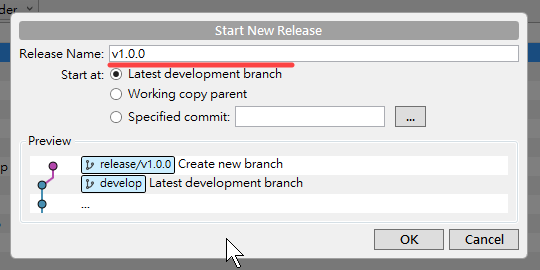 der
Start New Release
Release Name: v1.0.0
Start at: Latest development branch
Working copy parent
Specified commit: ...
Preview
release/v1.0.0 Create new branch
develop Latest development branch
...
OK Cancel